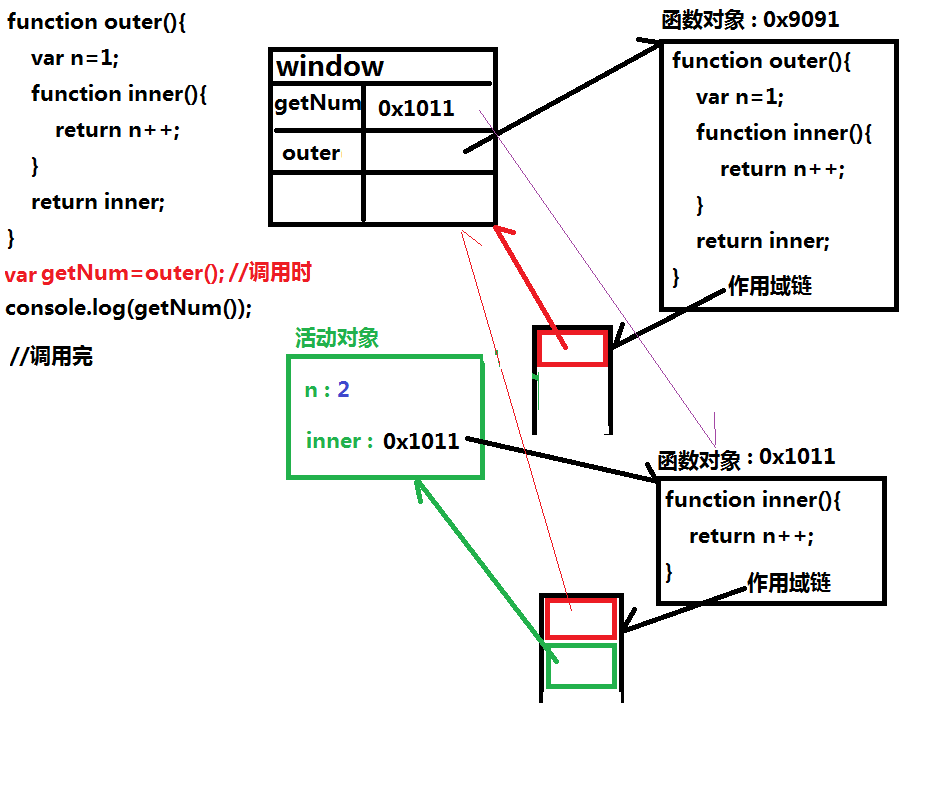 function outer(){
var n=1;
function inner(){
return n++;
}
return inner;
}
var getNum=outer(); //调用时
console.log(getNum());
//调用完
window
getNum 0x1011
outer
函数对象：0x9091
function outer(){
var n=1;
function inner(){
return n++;
}
return inner;
}
作用域链
活动对象
n : 2
inner : 0x1011
函数对象：0x1011
function inner(){
return n++;
}
作用域链